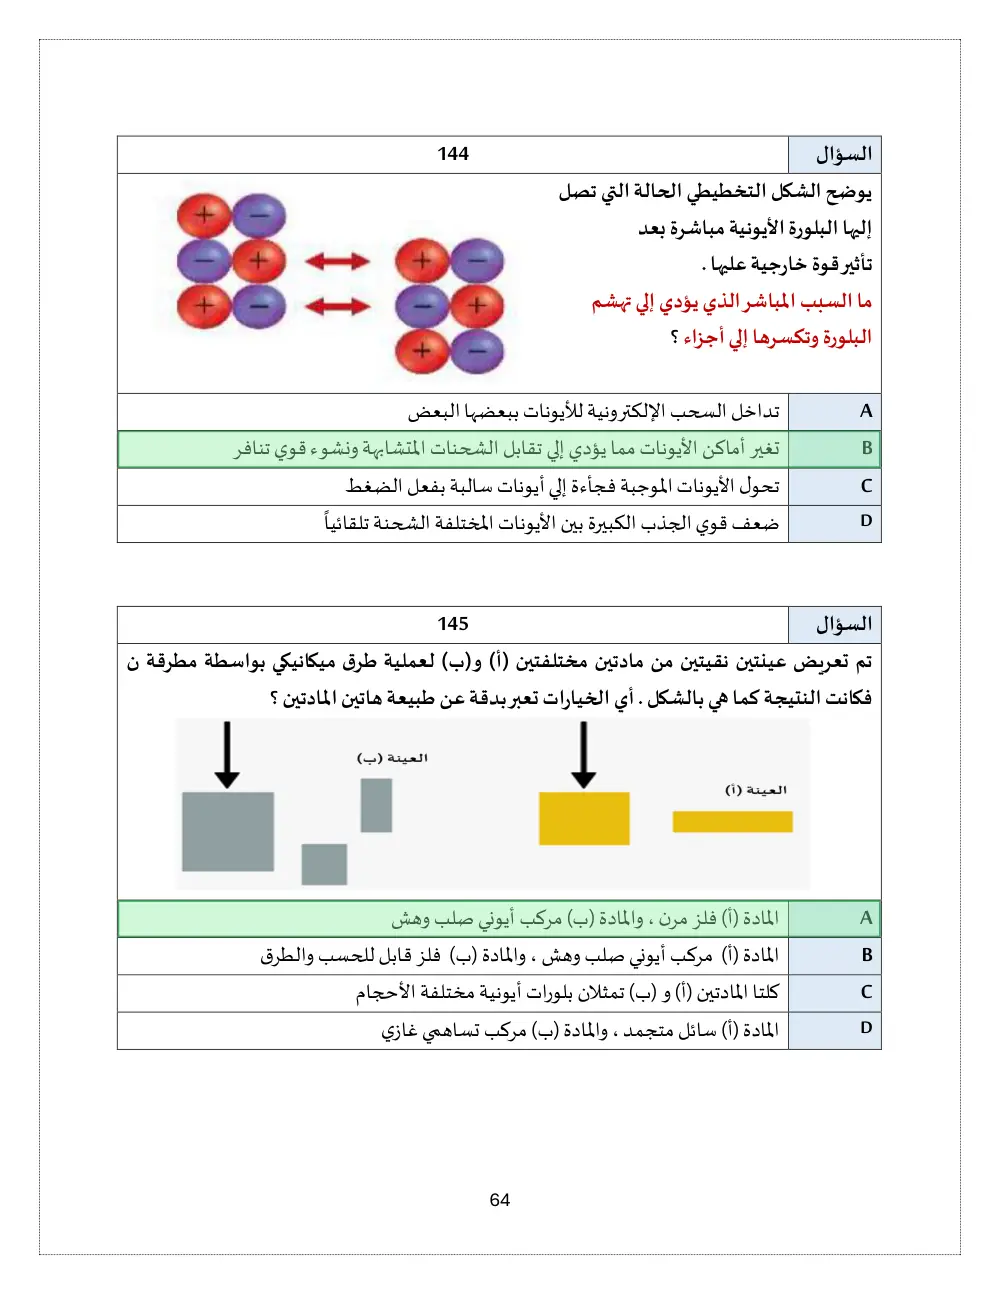 السؤال 144
يوضح الشكل التخطيطي الحالة التي تصل
إليها البلورة الأيونية مباشرة بعد
تأثير قوة خارجية عليها .
ما السبب المباشر الذي يؤدي إلي تهشم
البلورة وتكسرها إلي أجزاء ؟
+ −
− + + −
+ − − +
+ −
A تداخل السحب الإلكترونية للأيونات ببعضها البعض
B تغير أماكن الأيونات مما يؤدي إلي تقابل الشحنات المتشابهة ونشوء قوي تنافر
C تحول الأيونات الموجبة فجأءة إلي أيونات سالبة بفعل الضغط
D ضعف قوي الجذب الكبيرة بين الأيونات المختلفة الشحنة تلقائياً
السؤال 145
تم تعريض عينتين نقيتين من مادتين مختلفتين (أ) و(ب) لعملية طرق ميكانيكي بواسطة مطرقة ن
فكانت النتيجة كما هي بالشكل . أي الخيارات تعبر بدقة عن طبيعة هاتين المادتين ؟
العينة (ب)
العينة (أ)
A المادة (أ) فلز مرن ، والمادة (ب) مركب أيوني صلب وهش
B المادة (أ) مركب أيوني صلب وهش ، والمادة (ب) فلز قابل للحسب والطرق
C كلتا المادتين (أ) و (ب) تمثلان بلورات أيونية مختلفة الأحجام
D المادة (أ) سائل متجمد ، والمادة (ب) مركب تساهمي غازي
64